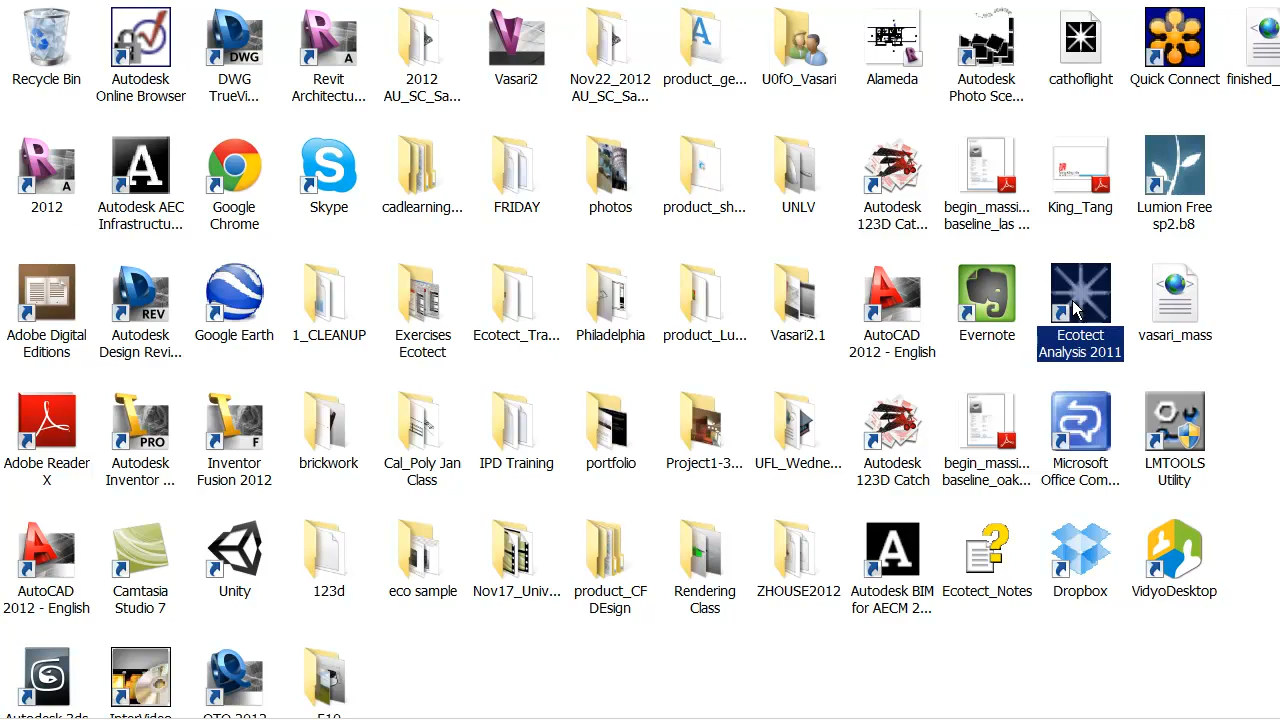 Recycle Bin
Autodesk
Online Browser
DWG
TrueVi...
Revit
Architectu...
2012
AU_SC_Sa...
Vasari2
Nov22_2012
AU_SC_Sa...
product_ge...
U0fO_Vasari
Alameda
Autodesk
Photo Sce...
cathoflight
Quick Connect
finished_
2012
Autodesk AEC
Infrastructu...
Google
Chrome
Skype
cadlearning...
FRIDAY
photos
product_sh...
UNLV
Autodesk
123D Cat...
begin_massi...
baseline_las ...
King_Tang
Lumion Free
sp2.b8
Adobe Digital
Editions
Autodesk
Design Revi...
Google Earth
1_CLEANUP
Exercises
Ecotect
Ecotect_Tra...
Philadelphia
product_Lu...
Vasari2.1
AutoCAD
2012 - English
Evernote
Ecotect
Analysis 2011
vasari_mass
Adobe Reader
X
Autodesk
Inventor ...
Inventor
Fusion 2012
brickwork
Cal_Poly Jan
Class
IPD Training
portfolio
Project1-3...
UFL_Wedne...
Autodesk
123D Catch
begin_massi...
baseline_oak...
Microsoft
Office Com...
LMTOOLS
Utility
AutoCAD
2012 - English
Camtasia
Studio 7
Unity
123d
eco sample
Nov17_Univ...
product_CF
DEsign
Rendering
Class
ZHOUSE2012
Autodesk BIM
for AECM 2...
Ecotect_Notes
Dropbox
VidyoDesktop
Autodesk 3ds
InterVideo
QTO 2012